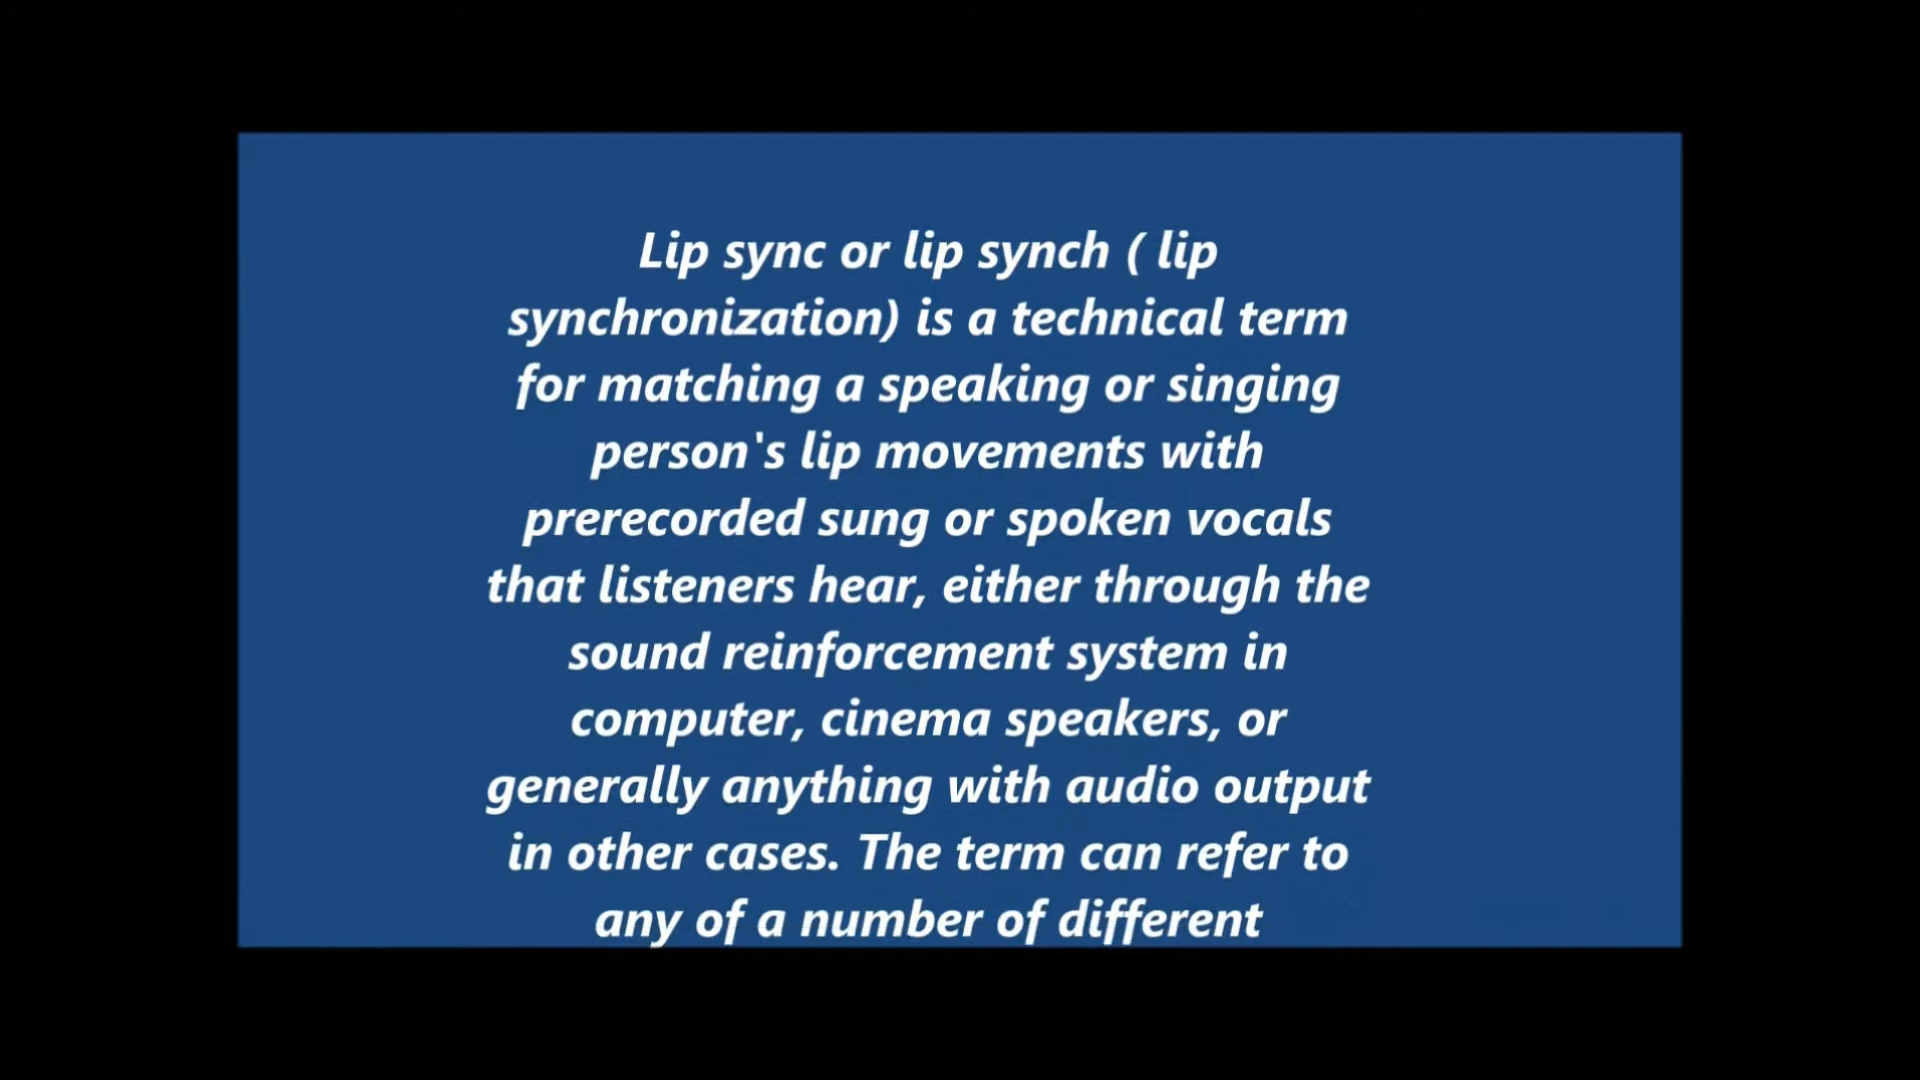 Lip sync or lip synch ( lip
synchronization) is a technical term
for matching a speaking or singing
person's lip movements with
prerecorded sung or spoken vocals
that listeners hear, either through the
sound reinforcement system in
computer, cinema speakers, or
generally anything with audio output
in other cases. The term can refer to
any of a number of different